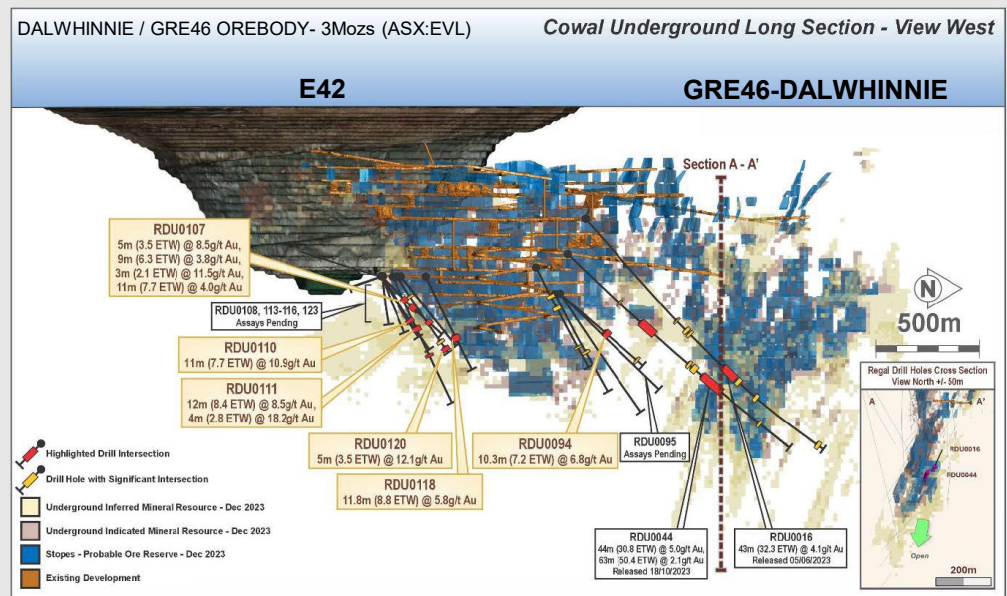 DALWHINNIE / GRE46 OREBODY- 3Mozs (ASX:EVL)
Cowal Underground Long Section - View West
E42
GRE46-DALWHINNIE
Section A - A'
RDU0107
5m (3.5 ETW) @ 8.5g/t Au,
9m (6.3 ETW) @ 3.8g/t Au,
3m (2.1 ETW) @ 11.5g/t Au,
11m (7.7 ETW) @ 4.0g/t Au
RDU0108, 113-116, 123
Assays Pending
RDU0110
11m (7.7 ETW) @ 10.9g/t Au
RDU0111
12m (8.4 ETW) @ 8.5g/t Au,
4m (2.8 ETW) @ 18.2g/t Au
RDU0120
5m (3.5 ETW) @ 12.1g/t Au
RDU0118
11.8m (8.8 ETW) @ 5.8g/t Au
RDU0094
10.3m (7.2 ETW) @ 6.8g/t Au
RDU0095
Assays Pending
RDU0044
44m (30.8 ETW) @ 5.0g/t Au,
63m (50.4 ETW) @ 2.1g/t Au
Released 18/10/2023
RDU0016
43m (32.3 ETW) @ 4.1g/t Au
Released 05/06/2023
N
500m
Regal Drill Holes Cross Section
View North +/- 50m
A
A'
RDU0016
RDU0044
Open
200m
Highlighted Drill Intersection
Drill Hole with Significant Intersection
Underground Inferred Mineral Resource - Dec 2023
Underground Indicated Mineral Resource - Dec 2023
Stopes - Probable Ore Reserve - Dec 2023
Existing Development